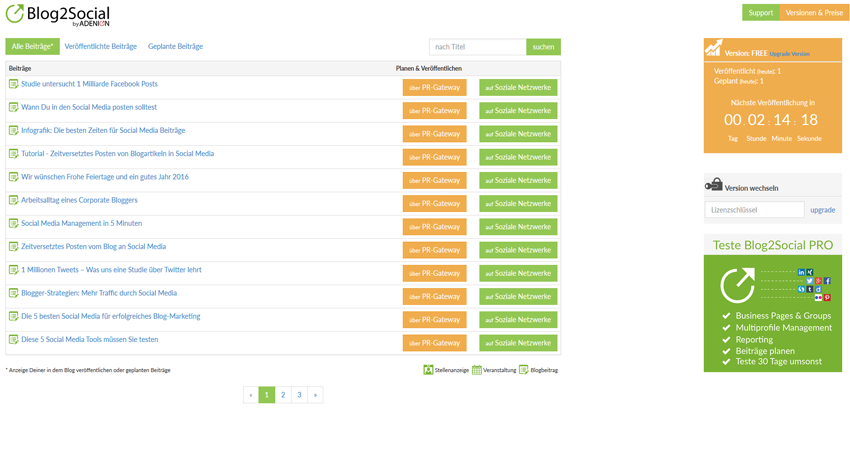 Blog2Social
by ADENION
Support Versionen & Preise
Alle Beiträge* Veröffentlichte Beiträge Geplante Beiträge nach Titel suchen
Beiträge Planen & Veröffentlichen
Studie untersucht 1 Milliarde Facebook Posts über PR-Gateway auf Soziale Netzwerke
Wann Du in den Social Media posten solltest über PR-Gateway auf Soziale Netzwerke
Infografik: Die besten Zeiten für Social Media Beiträge über PR-Gateway auf Soziale Netzwerke
Tutorial - Zeitversetztes Posten von Blogartikeln in Social Media über PR-Gateway auf Soziale Netzwerke
Wir wünschen Frohe Feiertage und ein gutes Jahr 2016 über PR-Gateway auf Soziale Netzwerke
Arbeitsalltag eines Corporate Bloggers über PR-Gateway auf Soziale Netzwerke
Social Media Management in 5 Minuten über PR-Gateway auf Soziale Netzwerke
Zeitversetztes Posten vom Blog an Social Media über PR-Gateway auf Soziale Netzwerke
1 Millionen Tweets – Was uns eine Studie über Twitter lehrt über PR-Gateway auf Soziale Netzwerke
Blogger-Strategien: Mehr Traffic durch Social Media über PR-Gateway auf Soziale Netzwerke
Die 5 besten Social Media für erfolgreiches Blog-Marketing über PR-Gateway auf Soziale Netzwerke
Diese 5 Social Media Tools müssen Sie testen über PR-Gateway auf Soziale Netzwerke
* Anzeige Deiner in dem Blog veröffentlichen oder geplanten Beiträge Stellenanzeige Veranstaltung Blogbeitrag
« 1 2 3 »
Version: FREE Upgrade Version
Veröffentlicht (heute): 1
Geplant (heute): 1
Nächste Veröffentlichung in
00 . 02 : 14 : 18
Tag Stunde Minute Sekunde
Version wechseln
Lizenzschlüssel upgrade
Teste Blog2Social PRO
Business Pages & Groups
Multiprofile Management
Reporting
Beiträge planen
Teste 30 Tage umsonst